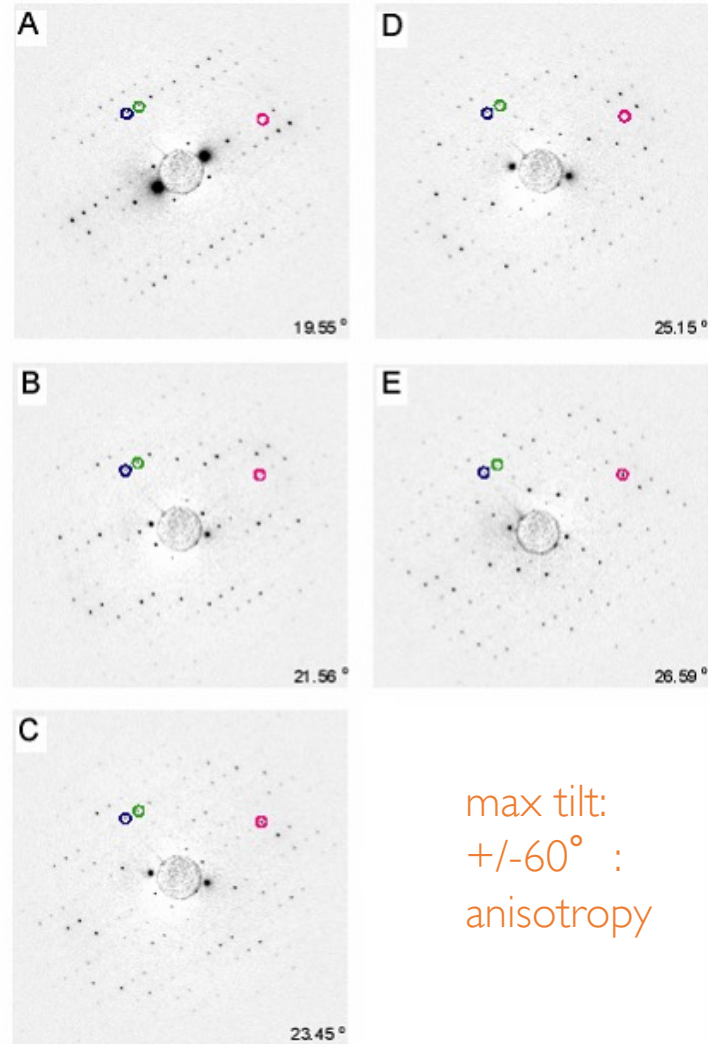 A
19.55 °
D
25.15 °
B
21.56 °
E
26.59 °
C
23.45 °
max tilt:
+/-60° :
anisotropy